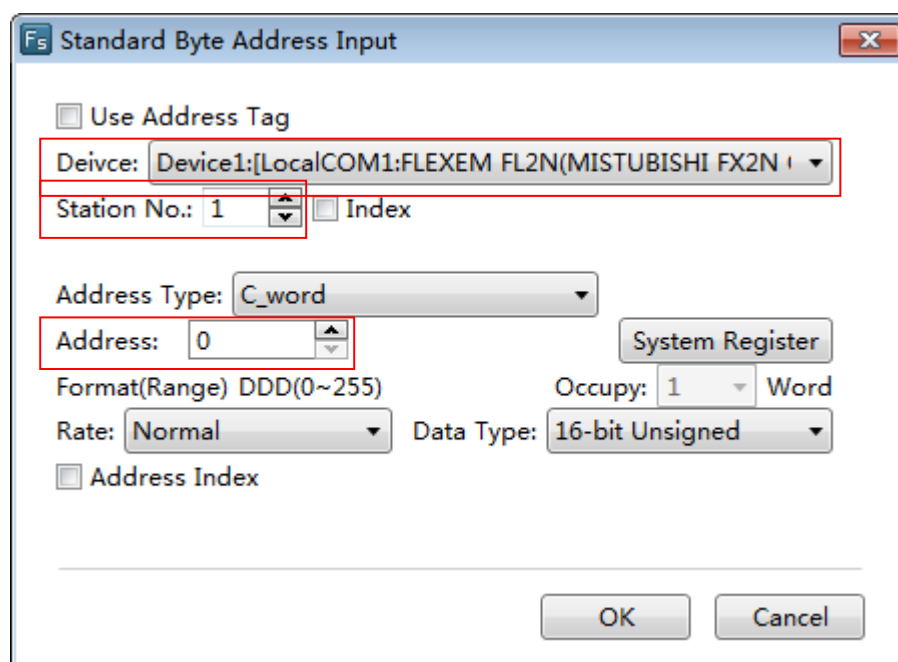 Fs Standard Byte Address Input
Use Address Tag
Deivce: Device1:[LocalCOM1:FLEXEM FL2N(MISTUBISHI FX2N
Station No.: 1 Index
Address Type: C_word
Address: 0 System Register
Format(Range) DDD(0~255) Occupy: 1 Word
Rate: Normal Data Type: 16-bit Unsigned
Address Index
OK Cancel